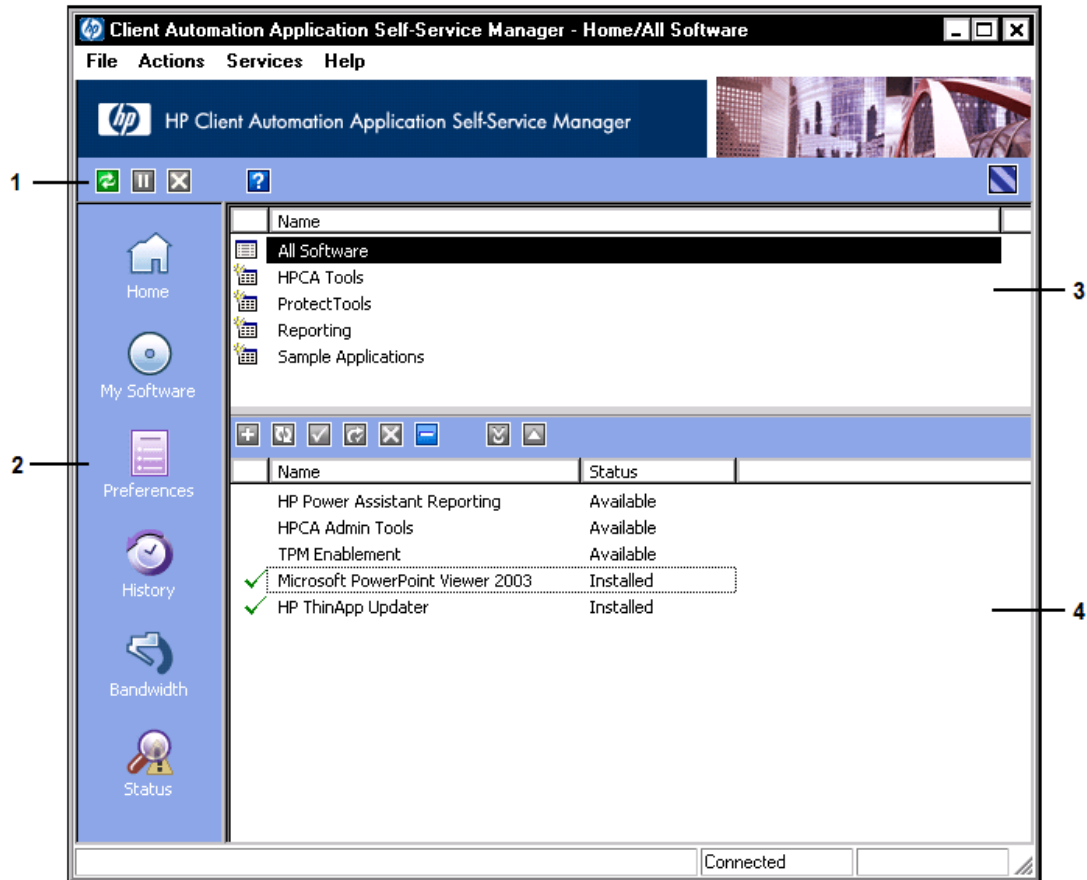 hp Client Automation Application Self-Service Manager - Home/All Software
File Actions Services Help
hp HP Client Automation Application Self-Service Manager
1
?
Name
All Software
HPCA Tools
ProtectTools
Reporting
Sample Applications
3
Home
My Software
2
Preferences
History
Bandwidth
Status
Name Status
HP Power Assistant Reporting Available
HPCA Admin Tools Available
TPM Enablement Available
Microsoft PowerPoint Viewer 2003 Installed
HP ThinApp Updater Installed
4
Connected